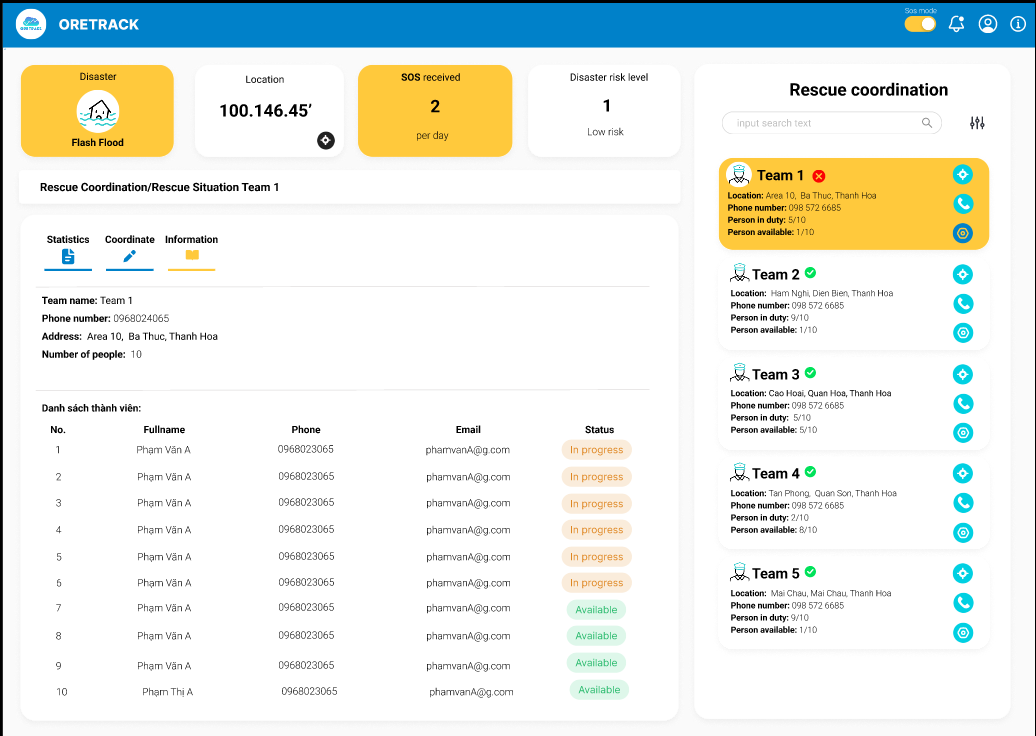 ORETRACK
ORETRACK
Sos mode
Disaster
Flash Flood
Location
100.146.45’
SOS received
2
per day
Disaster risk level
1
Low risk
Rescue Coordination/Rescue Situation Team 1
Statistics Coordinate Information
Team name: Team 1
Phone number: 0968024065
Address: Area 10, Ba Thuc, Thanh Hoa
Number of people: 10
Danh sách thành viên:
No. Fullname Phone Email Status
1 Phạm Văn A 0968023065 phamvanA@g.com In progress
2 Phạm Văn A 0968023065 phamvanA@g.com In progress
3 Phạm Văn A 0968023065 phamvanA@g.com In progress
4 Phạm Văn A 0968023065 phamvanA@g.com In progress
5 Phạm Văn A 0968023065 phamvanA@g.com In progress
6 Phạm Văn A 0968023065 phamvanA@g.com In progress
7 Phạm Văn A 0968023065 phamvanA@g.com Available
8 Phạm Văn A 0968023065 phamvanA@g.com Available
9 Phạm Văn A 0968023065 phamvanA@g.com Available
10 Phạm Thị A 0968023065 phamvanA@g.com Available
Rescue coordination
input search text
Team 1
Location: Area 10, Ba Thuc, Thanh Hoa
Phone number: 098 572 6685
Person in duty: 5/10
Person available: 1/10
Team 2
Location: Ham Nghi, Dien Bien, Thanh Hoa
Phone number: 098 572 6685
Person in duty: 9/10
Person available: 1/10
Team 3
Location: Cao Hoai, Quan Hoa, Thanh Hoa
Phone number: 098 572 6685
Person in duty: 5/10
Person available: 5/10
Team 4
Location: Tan Phong, Quan Son, Thanh Hoa
Phone number: 098 572 6685
Person in duty: 2/10
Person available: 8/10
Team 5
Location: Mai Chau, Mai Chau, Thanh Hoa
Phone number: 098 572 6685
Person in duty: 9/10
Person available: 1/10